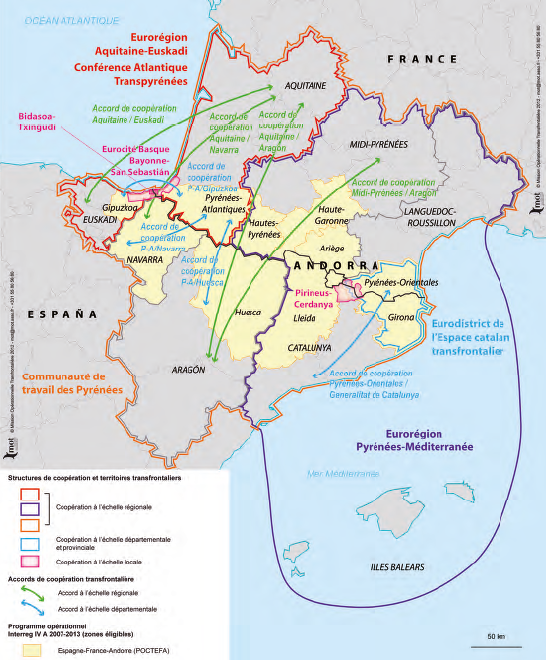 OCÉAN ATLANTIQUE
Eurorégion
Aquitaine-Euskadi
Conférence Atlantique
Transpyrénées
FRANCE
AQUITAINE
Accord de coopération
Aquitaine / Euskadi
Accord de
coopération
Aquitaine /
Navarra
Accord de
coopération
Aquitaine /
Aragon
Bidasoa-
Txingudi
MIDI-PYRÉNÉES
Eurocité Basque
Bayonne-
San Sebastián
Accord de
coopération
P-A/Gipuzkoa
Accord de coopération
Midi-Pyrénées / Aragon
Gipuzkoa
EUSKADI
Pyrénées-
Atlantiques
Hautes-
Pyrénées
Haute-
Garonne
LANGUEDOC-
ROUSSILLON
Accord de
coopération
P-A/Navarra
NAVARRA
Ariège
ANDORRA
Accord de
coopération
P-A/Huesca
Pyrénées-Orientales
Pirineus-
Cerdanya
Huesca
Lleida
Girona
ESPAÑA
Eurodistrict de
l'Espace catalan
transfrontalier
CATALUNYA
ARAGÓN
Communauté de
travail des Pyrénées
Accord de coopération
Pyrénées-Orientales /
Generalitat de Catalunya
Eurorégion
Pyrénées-Méditerranée
Mer Méditerranée
ILLES BALEARS
50 km
Structures de coopération et territoires transfrontaliers
Coopération à l'échelle régionale
Coopération à l'échelle départementale
et provinciale
Coopération à l'échelle locale
Accords de coopération transfrontalière
Accord à l'échelle régionale
Accord à l'échelle départementale
Programme opérationnel
Interreg IV A 2007-2013 (zones éligibles)
Espagne-France-Andorre (POCTEFA)
mot
mot